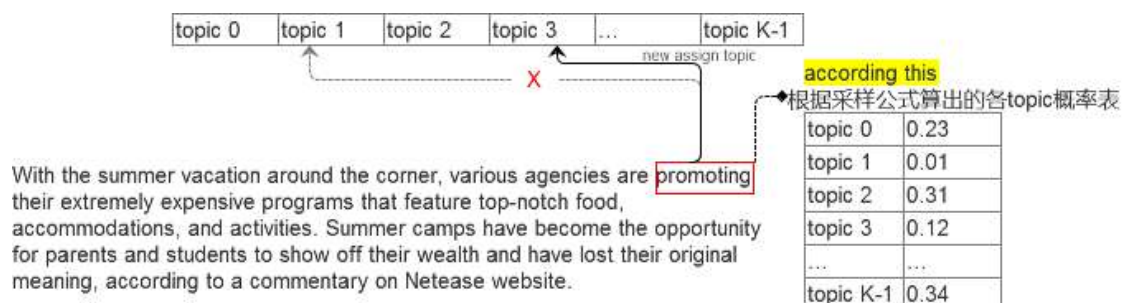 topic 0 topic 1 topic 2 topic 3 ... topic K-1
new assign topic
X
according this
根据采样公式算出的各topic概率表
topic 0 0.23
topic 1 0.01
topic 2 0.31
topic 3 0.12
... ...
topic K-1 0.34
With the summer vacation around the corner, various agencies are promoting
their extremely expensive programs that feature top-notch food,
accommodations, and activities. Summer camps have become the opportunity
for parents and students to show off their wealth and have lost their original
meaning, according to a commentary on Netease website.